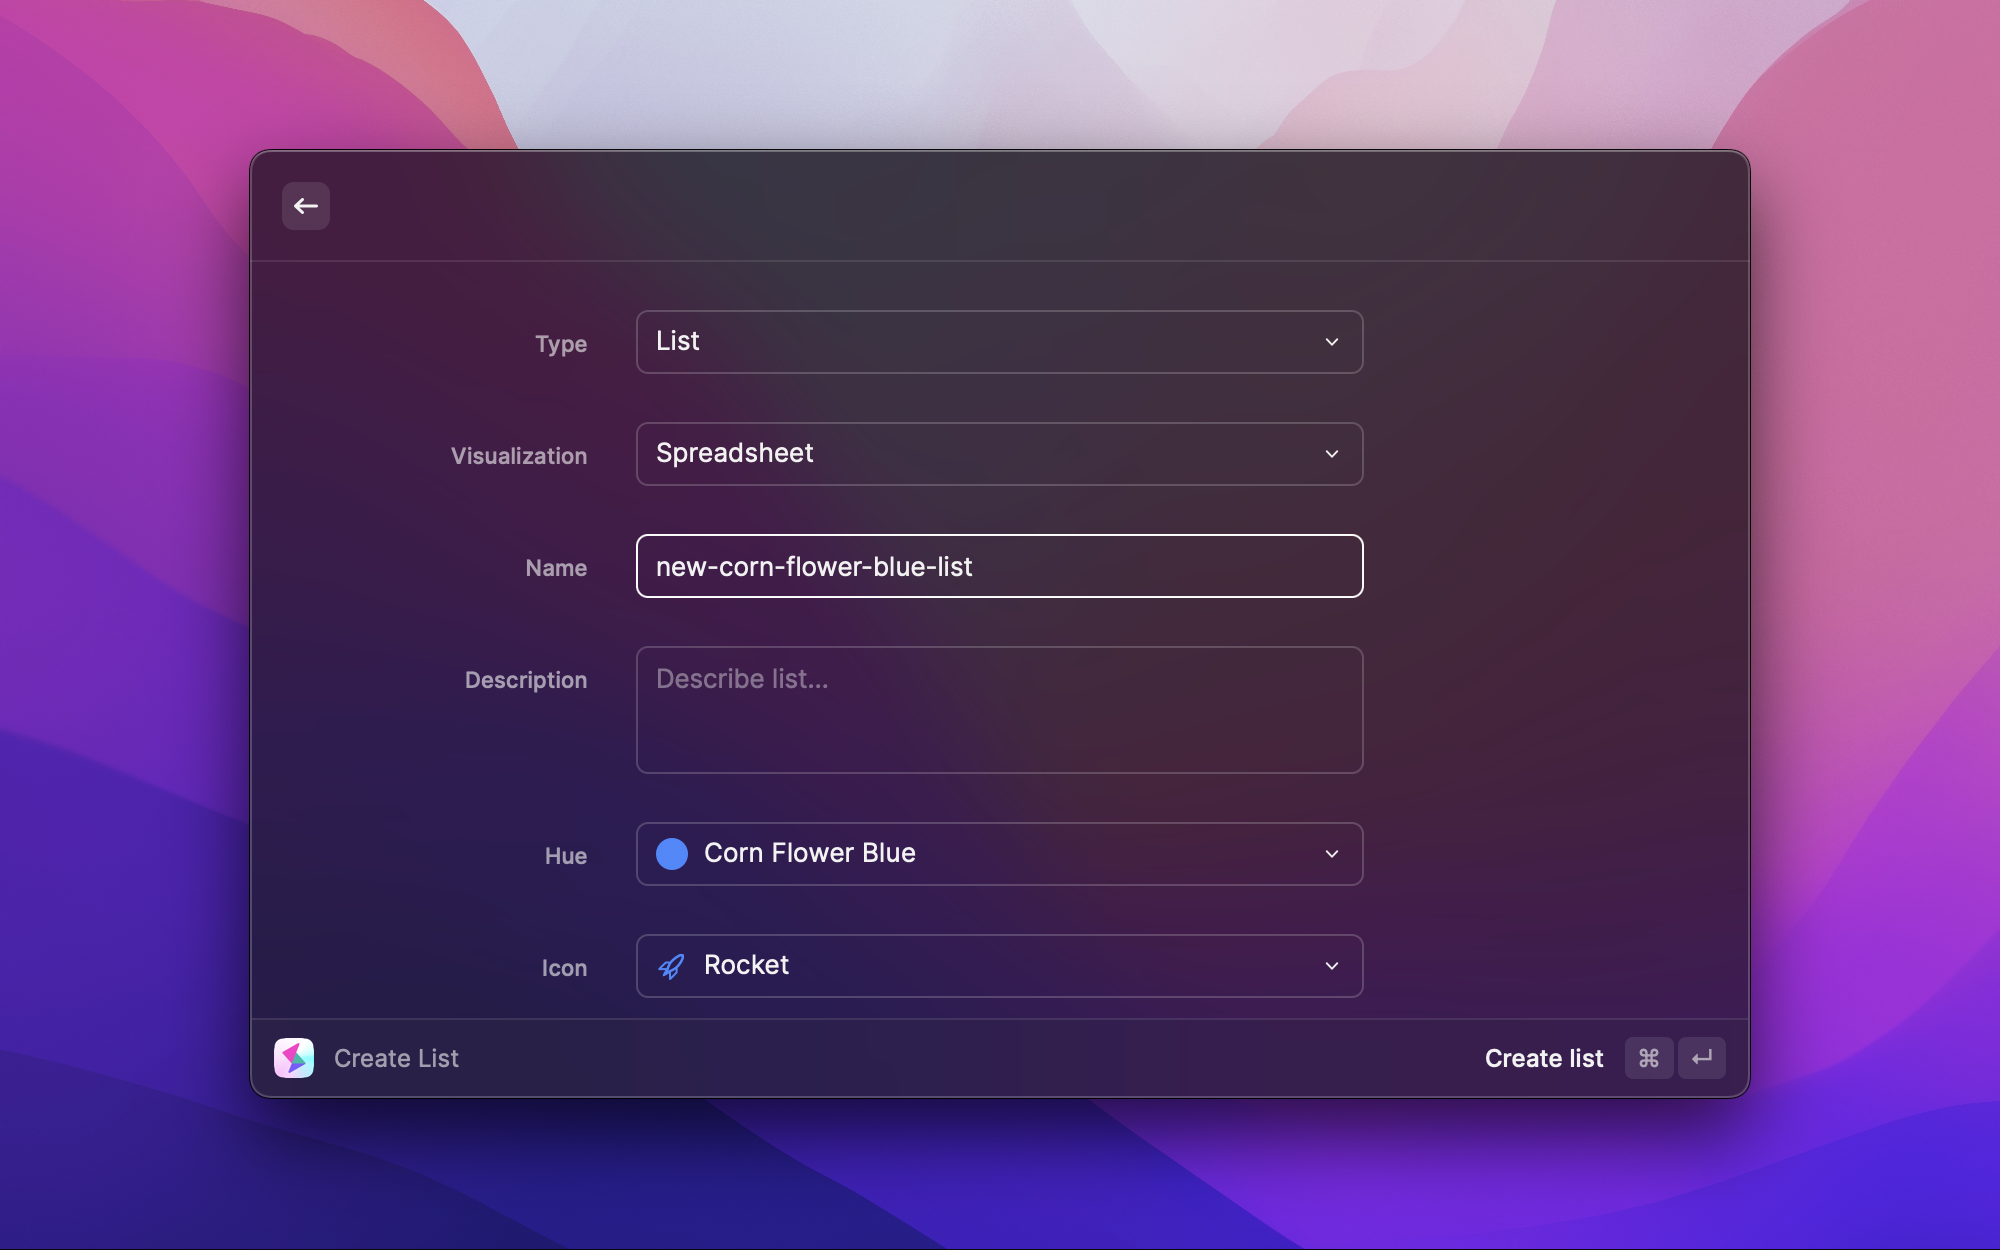 Type
List
Visualization
Spreadsheet
Name
new-corn-flower-blue-list
Description
Describe list...
Hue
Corn Flower Blue
Icon
Rocket
Create List
Create list ⌘ ↵